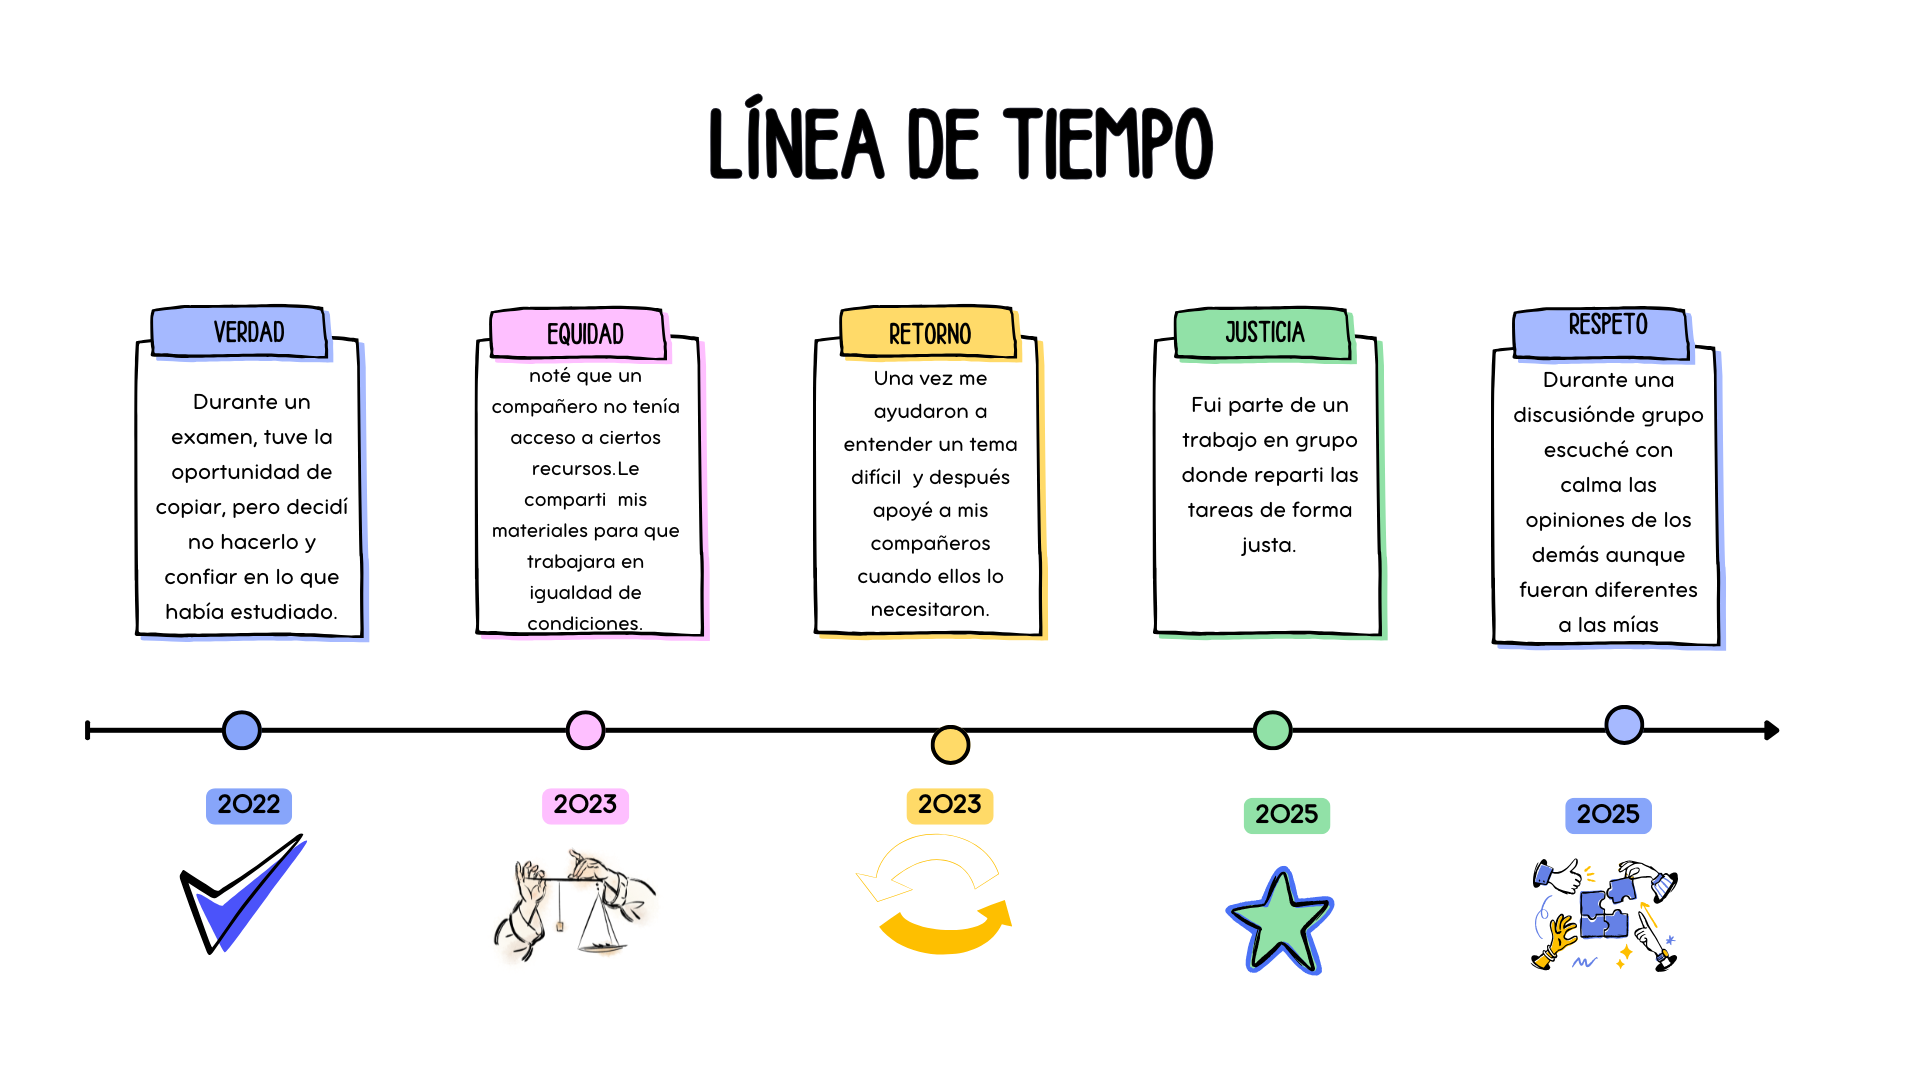 LÍNEA DE TIEMPO
VERDAD
Durante un
examen, tuve la
oportunidad de
copiar, pero decidí
no hacerlo y
confiar en lo que
había estudiado.
EQUIDAD
noté que un
compañero no tenía
acceso a ciertos
recursos.Le
comparti  mis
materiales para que
trabajara en
igualdad de
condiciones.
RETORNO
Una vez me
ayudaron a
entender un tema
difícil  y después
apoyé a mis
compañeros
cuando ellos lo
necesitaron.
JUSTICIA
Fui parte de un
trabajo en grupo
donde reparti las
tareas de forma
justa.
RESPETO
Durante una
discusiónde grupo
escuché con
calma las
opiniones de los
demás aunque
fueran diferentes
a las mías
2022
2023
2023
2025
2025